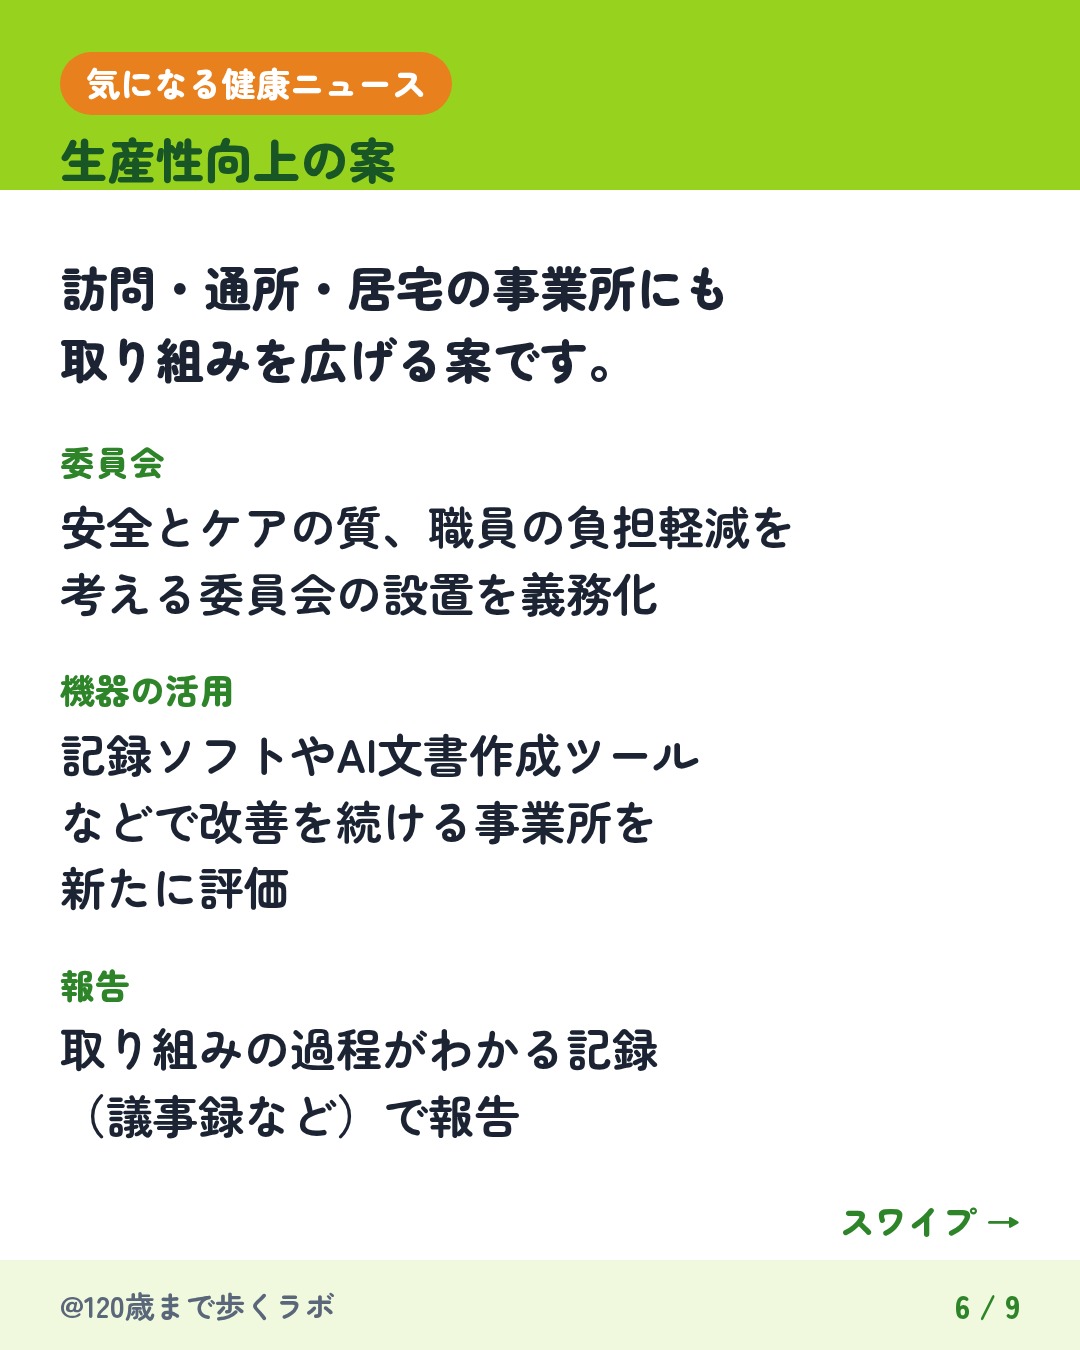 気になる健康ニュース
生産性向上の案
訪問・通所・居宅の事業所にも
取り組みを広げる案です。
委員会
安全とケアの質、職員の負担軽減を
考える委員会の設置を義務化
機器の活用
記録ソフトやAI文書作成ツール
などで改善を続ける事業所を
新たに評価
報告
取り組みの過程がわかる記録
（議事録など）で報告
スワイプ →
@120歳まで歩くラボ
6 / 9